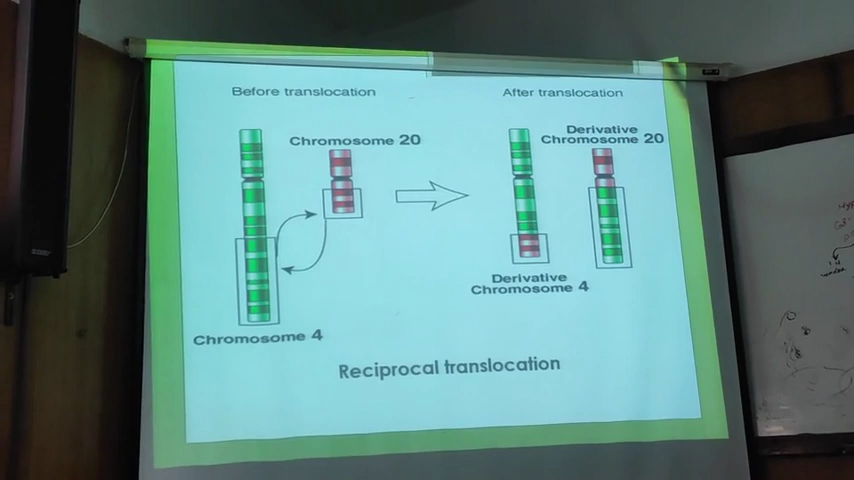 Before translocation
After translocation
Chromosome 20
Derivative
Chromosome 20
Derivative
Chromosome 4
Chromosome 4
Reciprocal translocation